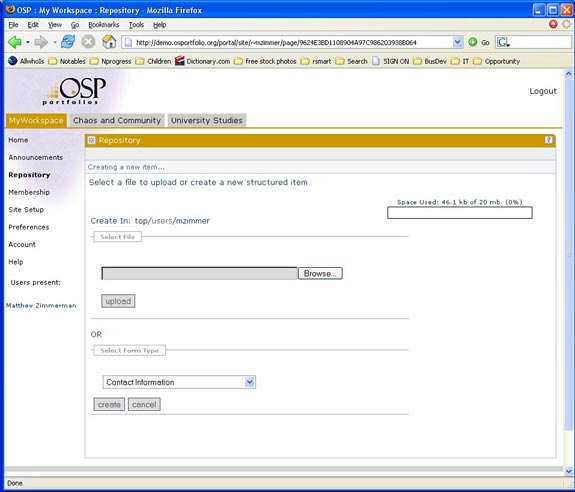 OSP : My Workspace : Repository - Mozilla Firefox
File Edit View Go Bookmarks Tools Help
http://demo.osportfolio.org/portal/site/~mzimmer/page/9624E3BD1108904A97C986203938B064 Go
AllwhoIs Notables Nprogress Children Dictionary.com free stock photos rsmart Search SIGN ON BusDev IT Opportunity
OSP
portfolios
Logout
MyWorkspace Chaos and Community University Studies
Home
Announcements
Repository
Membership
Site Setup
Preferences
Account
Help
Users present:
Matthew Zimmerman
Repository ?
Creating a new item...
Select a file to upload or create a new structured item
Space Used: 46.1 kb of 20 mb (0%)
Create In: top/users/mzimmer
Select File
Browse...
upload
OR
Select Form Type
Contact Information
create cancel
Done